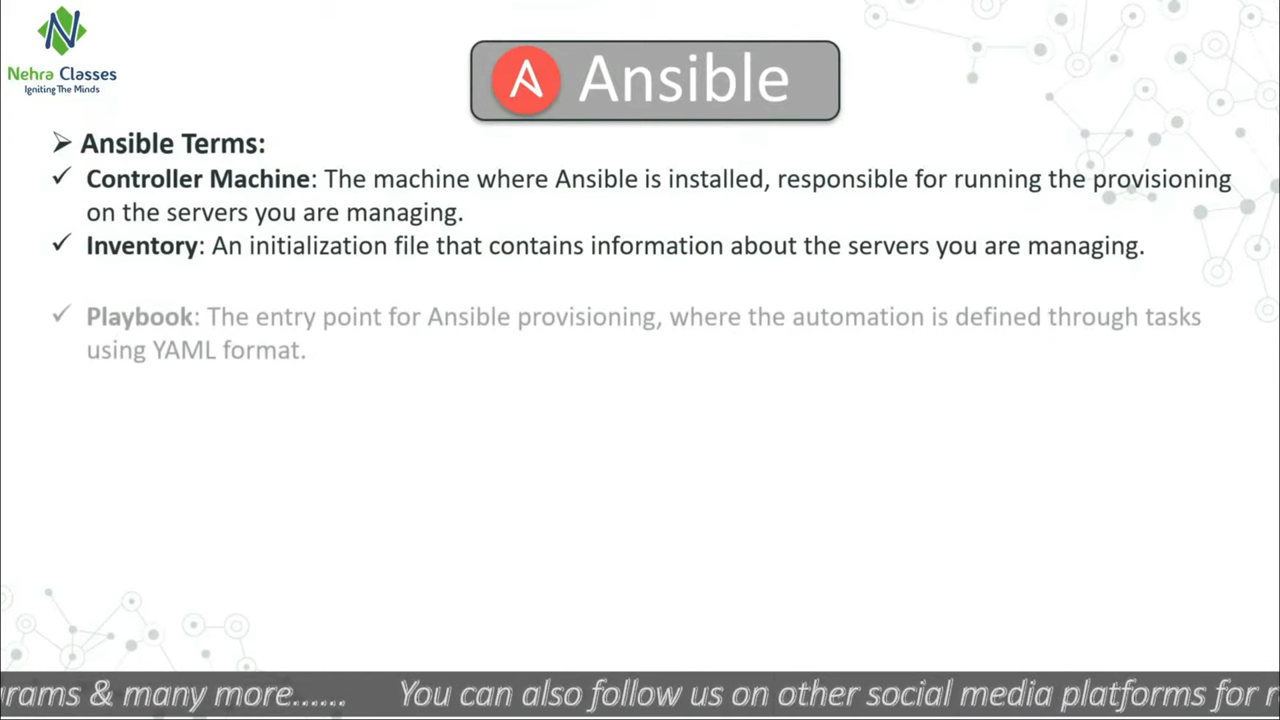 Nehra Classes
Igniting The Minds
Ansible
Ansible Terms:
Controller Machine: The machine where Ansible is installed, responsible for running the provisioning
on the servers you are managing.
Inventory: An initialization file that contains information about the servers you are managing.
Playbook: The entry point for Ansible provisioning, where the automation is defined through tasks
using YAML format.
& many more...... You can also follow us on other social media platforms for